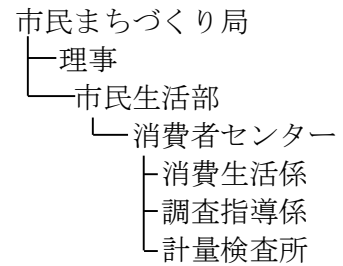 市民まちづくり局
理事
市民生活部
消費者センター
消費生活係
調査指導係
計量検査所